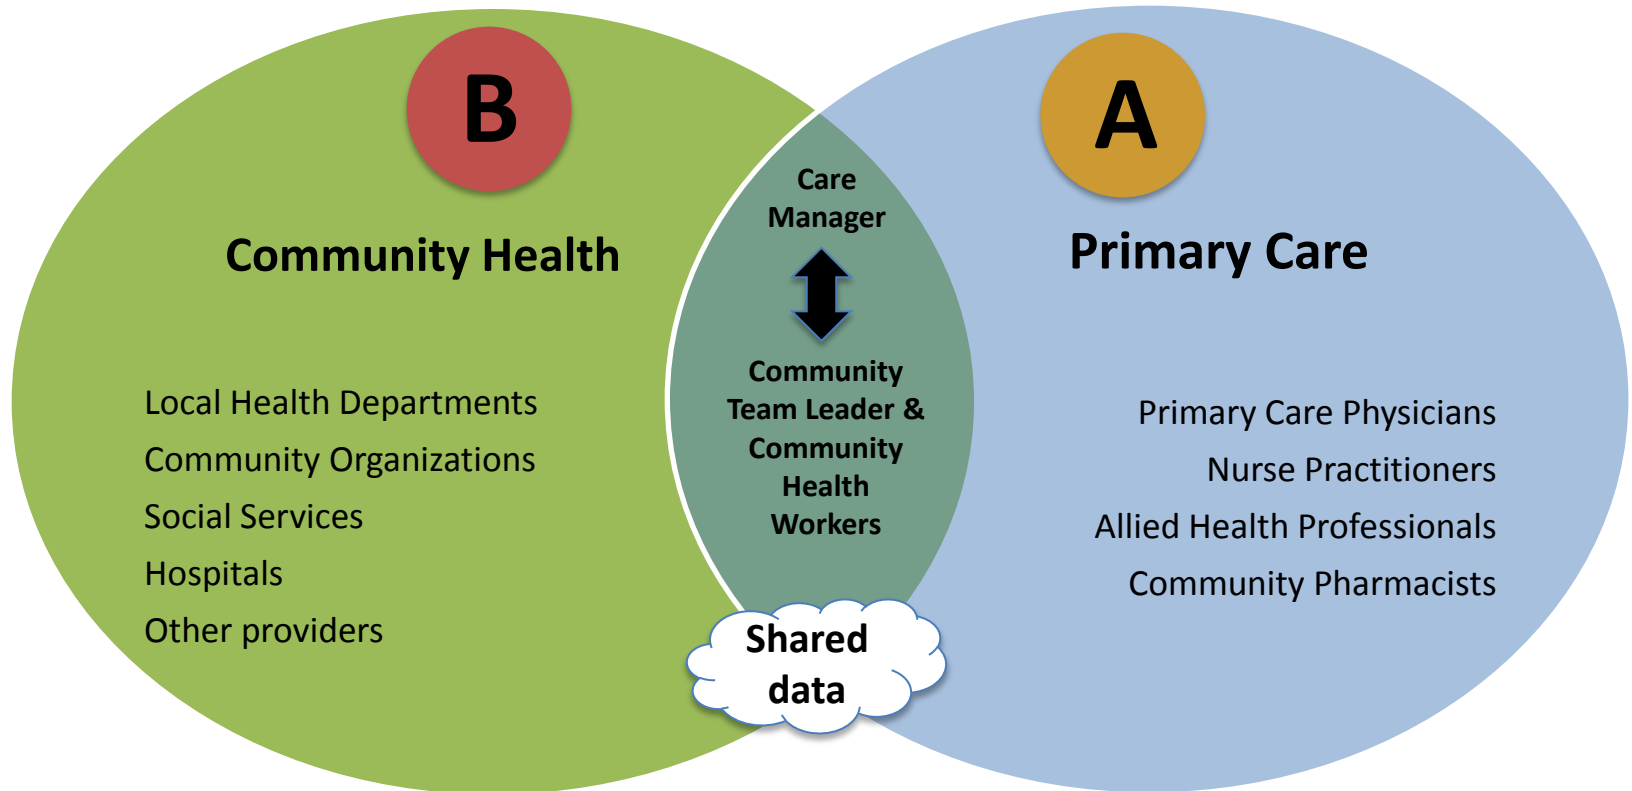 B
Community Health
Local Health Departments
Community Organizations
Social Services
Hospitals
Other providers
Care
Manager
Community
Team Leader &
Community
Health
Workers
Shared
data
A
Primary Care
Primary Care Physicians
Nurse Practitioners
Allied Health Professionals
Community Pharmacists